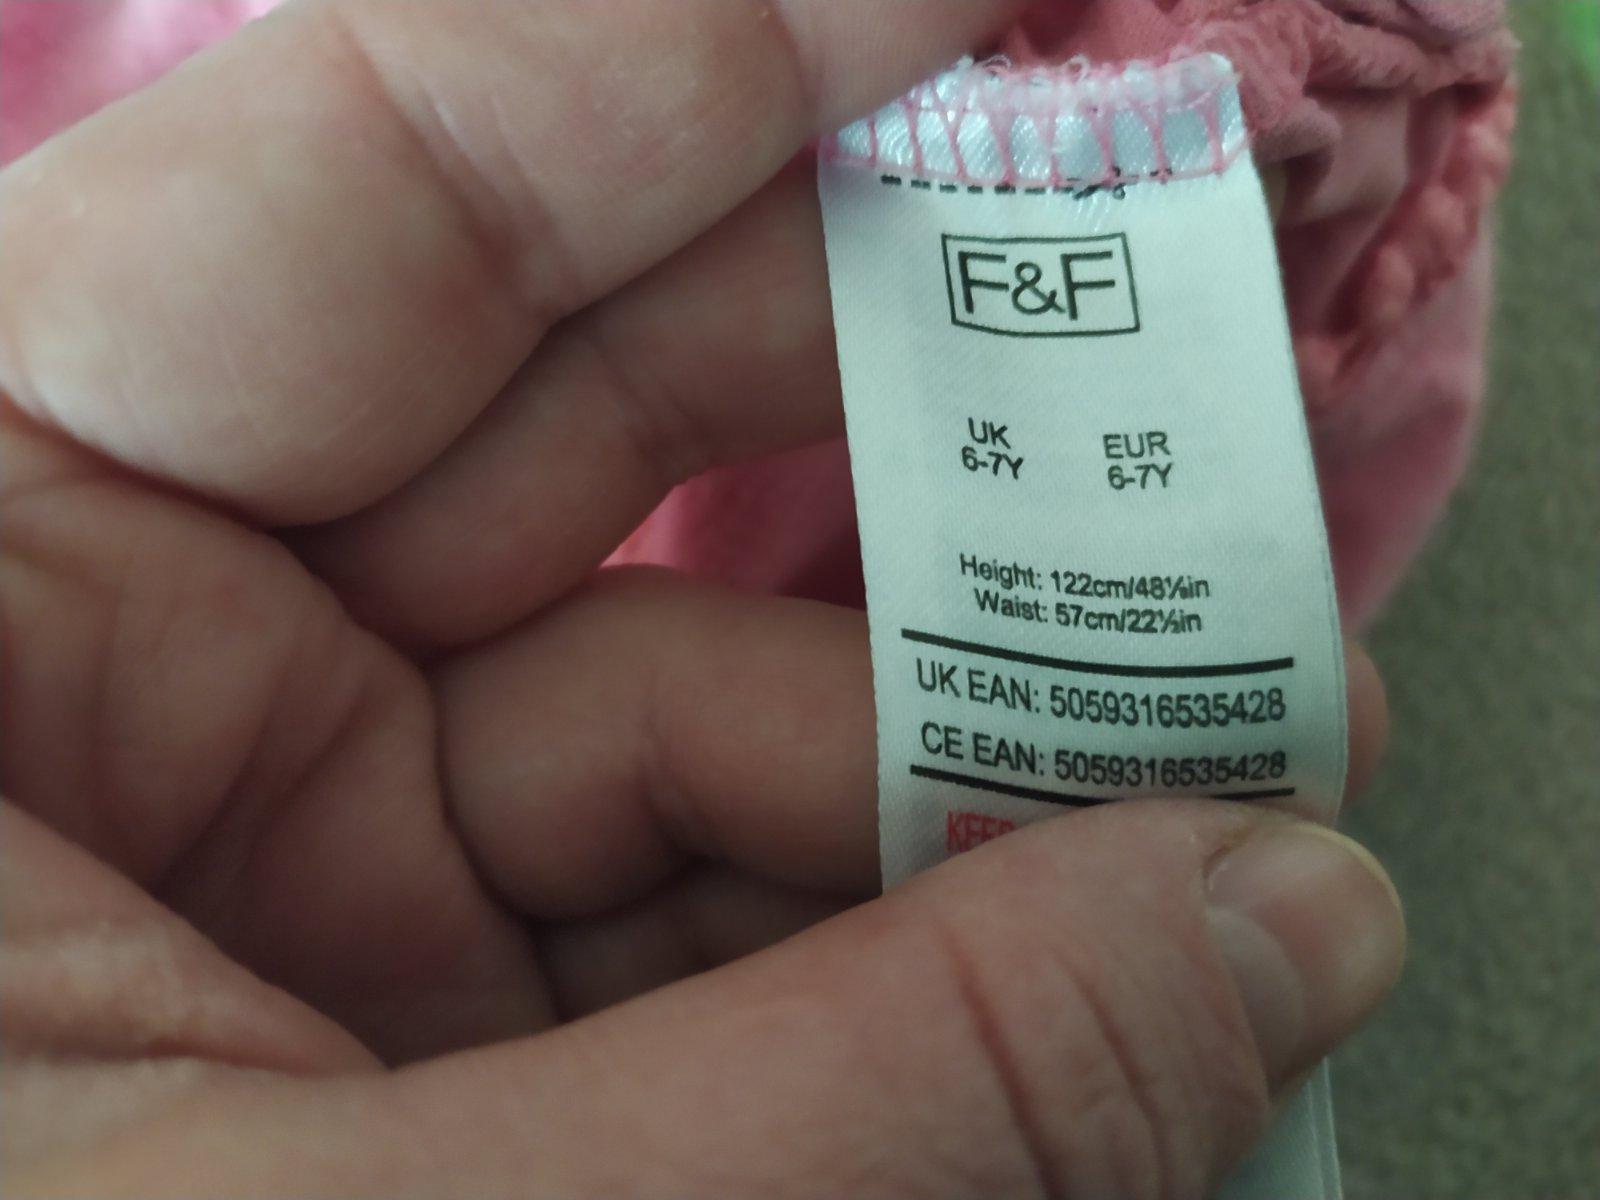 F&F
UK EUR
6-7Y 6-7Y
Height: 122cm/48⅛in
Waist: 57cm/22½in
UK EAN: 5059316535428
CE EAN: 5059316535428